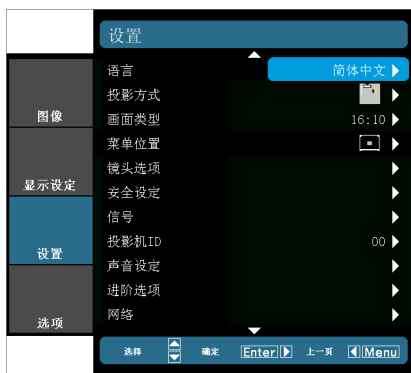 设置
语言 简体中文
投影方式
画面类型 16:10
菜单位置
镜头选项
安全设定
信号
投影机ID 00
声音设定
进阶选项
网络
图像
显示设定
设置
选项
选择 确定 Enter 上一页 Menu